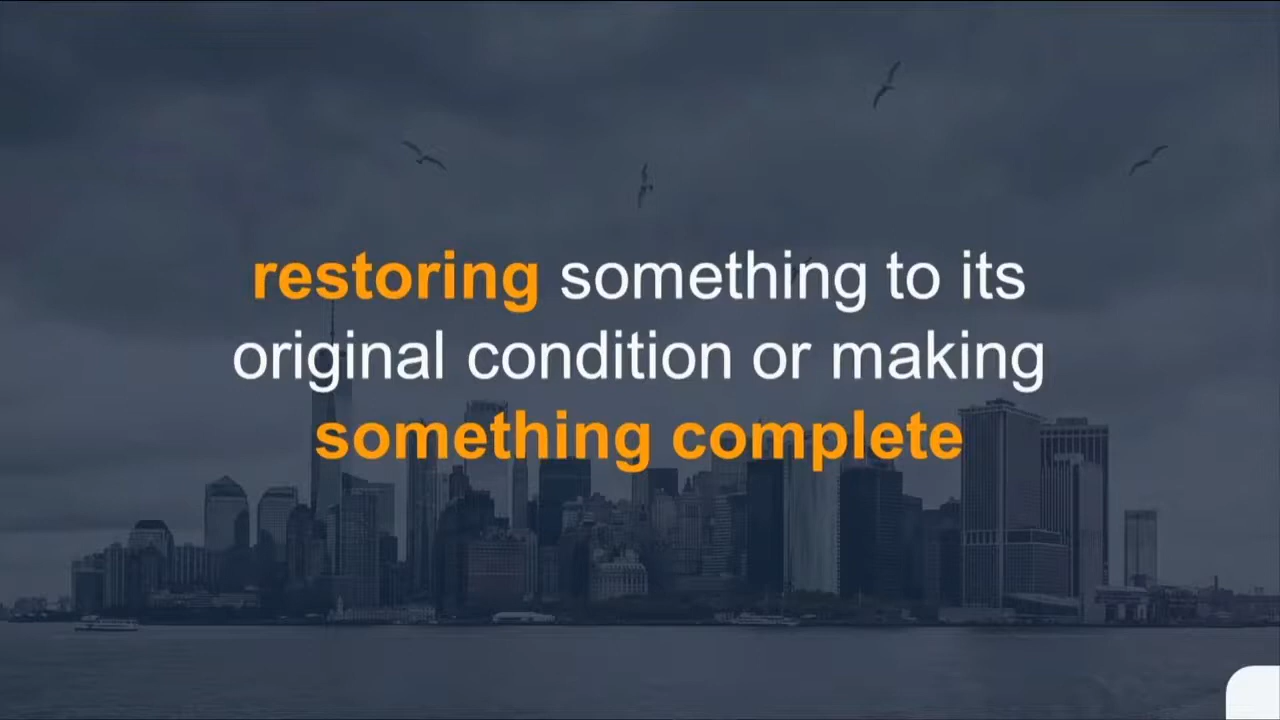 restoring something to its
original condition or making
something complete